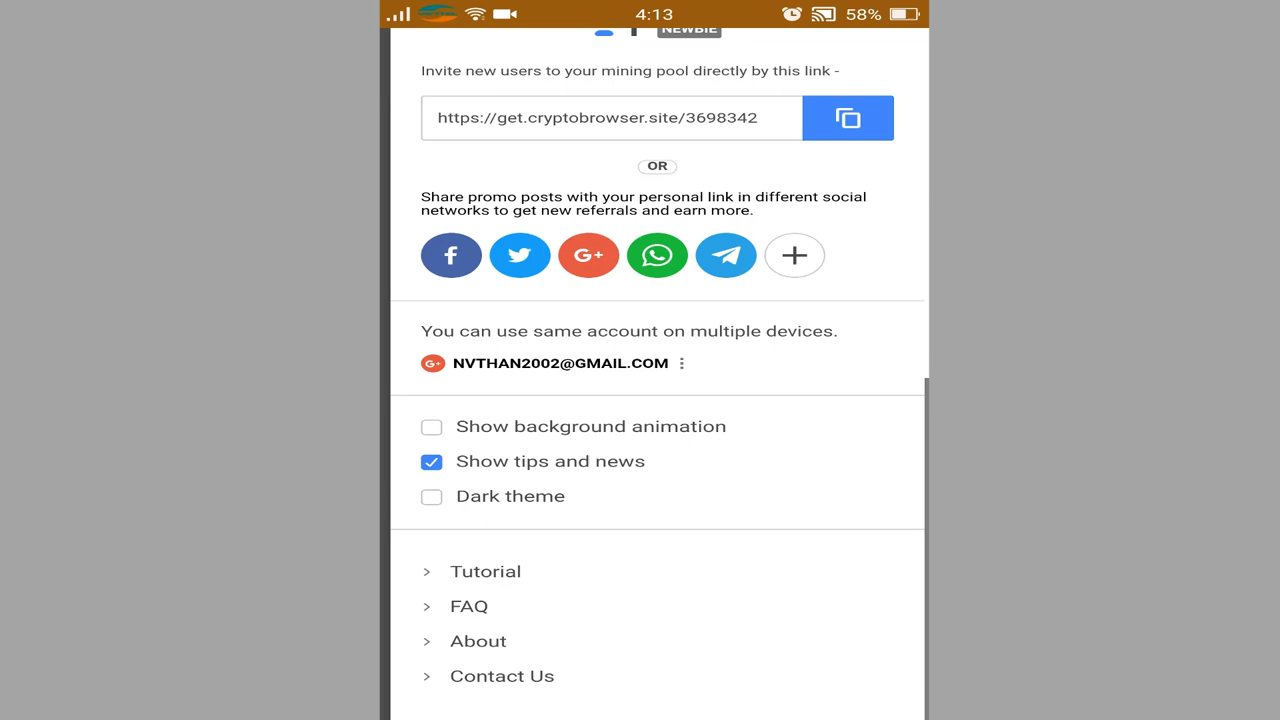 4:13
58%
NEWBIE
Invite new users to your mining pool directly by this link -
https://get.cryptobrowser.site/3698342
OR
Share promo posts with your personal link in different social
networks to get new referrals and earn more.
f
G+
You can use same account on multiple devices.
G+ NVTHAN2002@GMAIL.COM
Show background animation
Show tips and news
Dark theme
> Tutorial
> FAQ
> About
> Contact Us